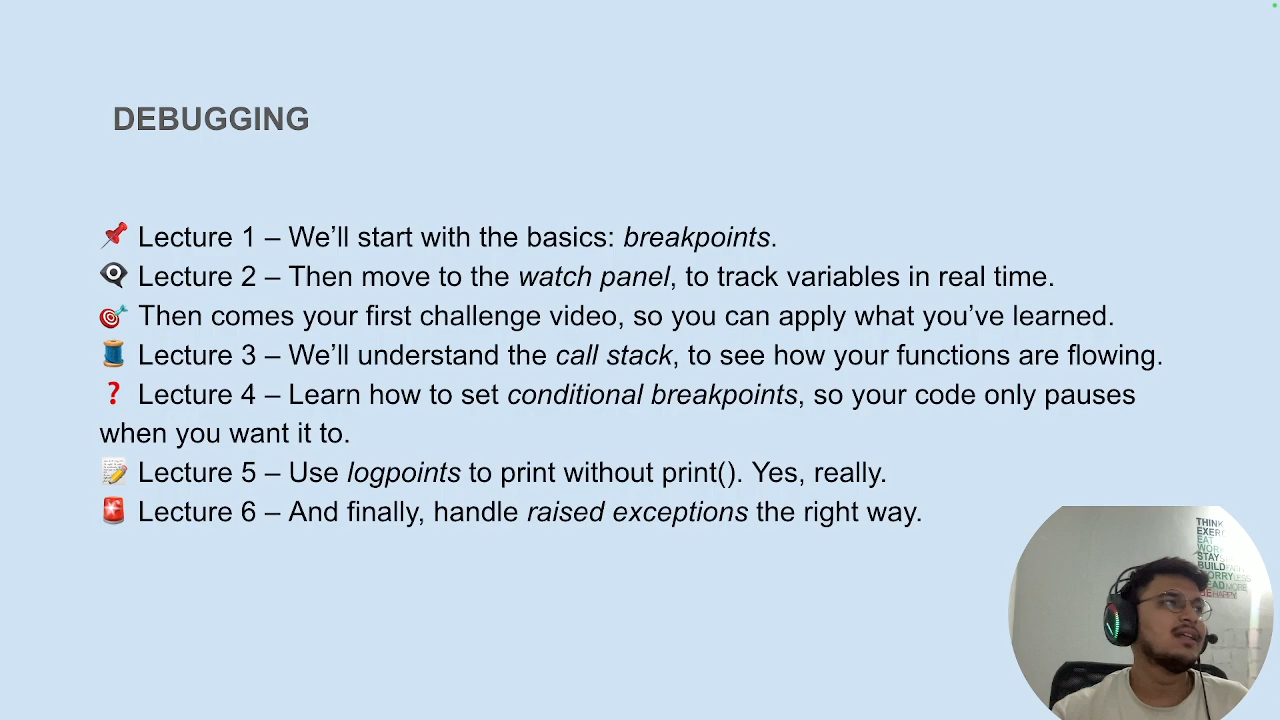 DEBUGGING
📌 Lecture 1 – We’ll start with the basics: breakpoints.
👁️‍🗨️ Lecture 2 – Then move to the watch panel, to track variables in real time.
🎯 Then comes your first challenge video, so you can apply what you’ve learned.
🧵 Lecture 3 – We’ll understand the call stack, to see how your functions are flowing.
❓ Lecture 4 – Learn how to set conditional breakpoints, so your code only pauses
when you want it to.
📝 Lecture 5 – Use logpoints to print without print(). Yes, really.
🚨 Lecture 6 – And finally, handle raised exceptions the right way.
THINK
EAT
STAY
BUILD